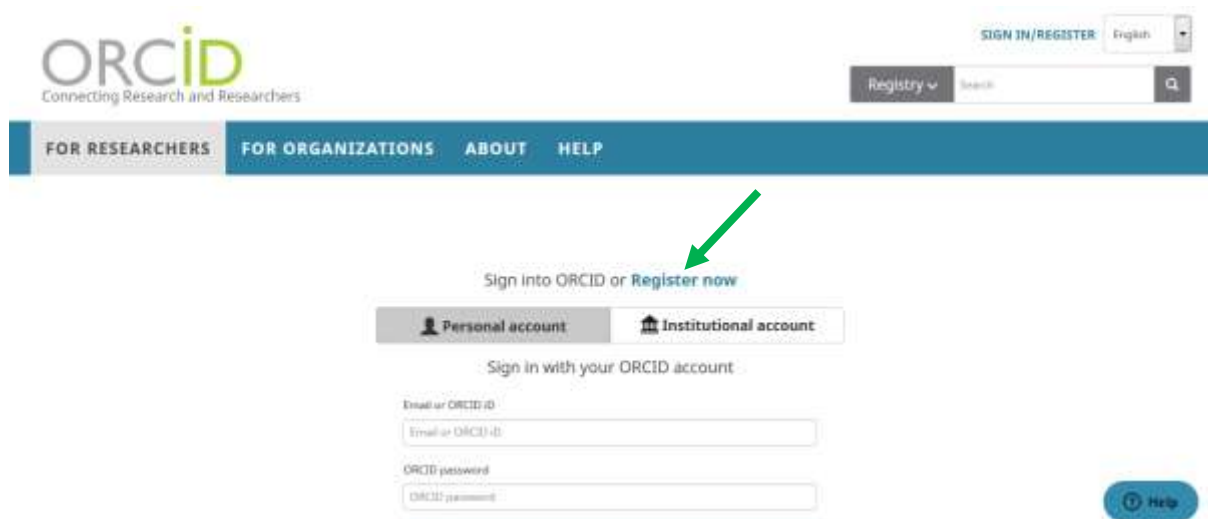 SIGN IN/REGISTER English
ORCiD
Connecting Research and Researchers
Registry Search
FOR RESEARCHERS FOR ORGANIZATIONS ABOUT HELP
Sign into ORCID or Register now
Personal account Institutional account
Sign in with your ORCID account
Email or ORCID iD
Email or ORCID iD
ORCID password
ORCID password
Help